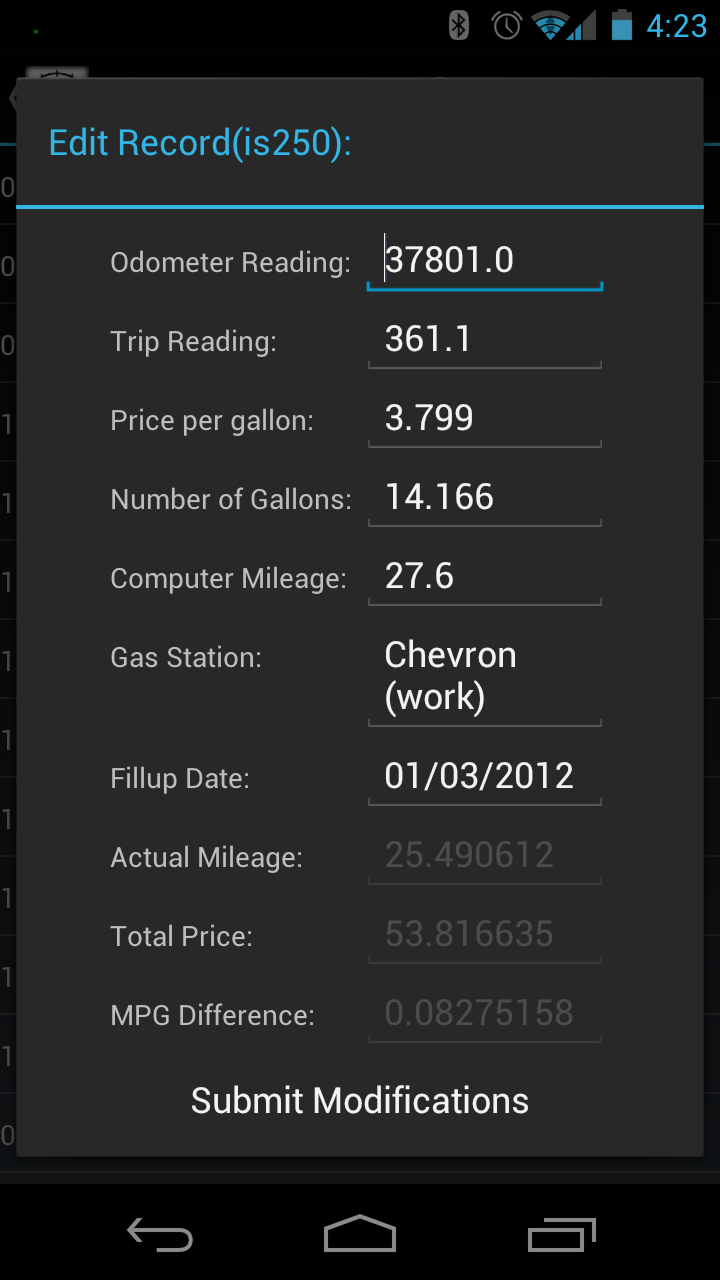 4:23
Edit Record(is250):
Odometer Reading: 37801.0
Trip Reading: 361.1
Price per gallon: 3.799
Number of Gallons: 14.166
Computer Mileage: 27.6
Gas Station: Chevron
(work)
Fillup Date: 01/03/2012
Actual Mileage: 25.490612
Total Price: 53.816635
MPG Difference: 0.08275158
Submit Modifications